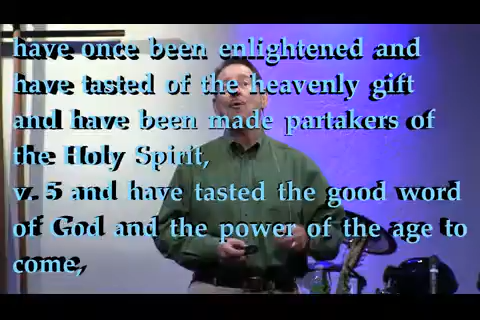 have once been enlightened and
have tasted of the heavenly gift
and have been made partakers of
the Holy Spirit,
v. 5 and have tasted the good word
of God and the power of the age to
come,